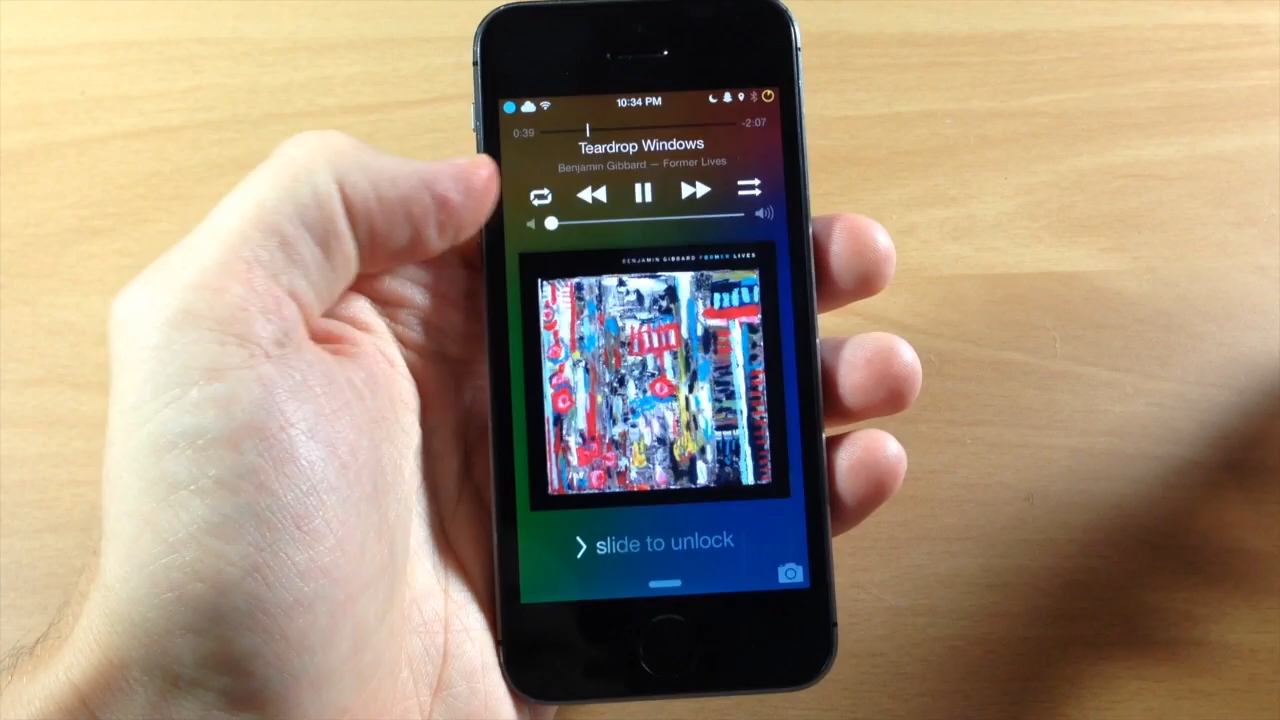 10:34 PM
0:39
-2:07
Teardrop Windows
Benjamin Gibbard — Former Lives
BENJAMIN GIBBARD FORMER LIVES
slide to unlock